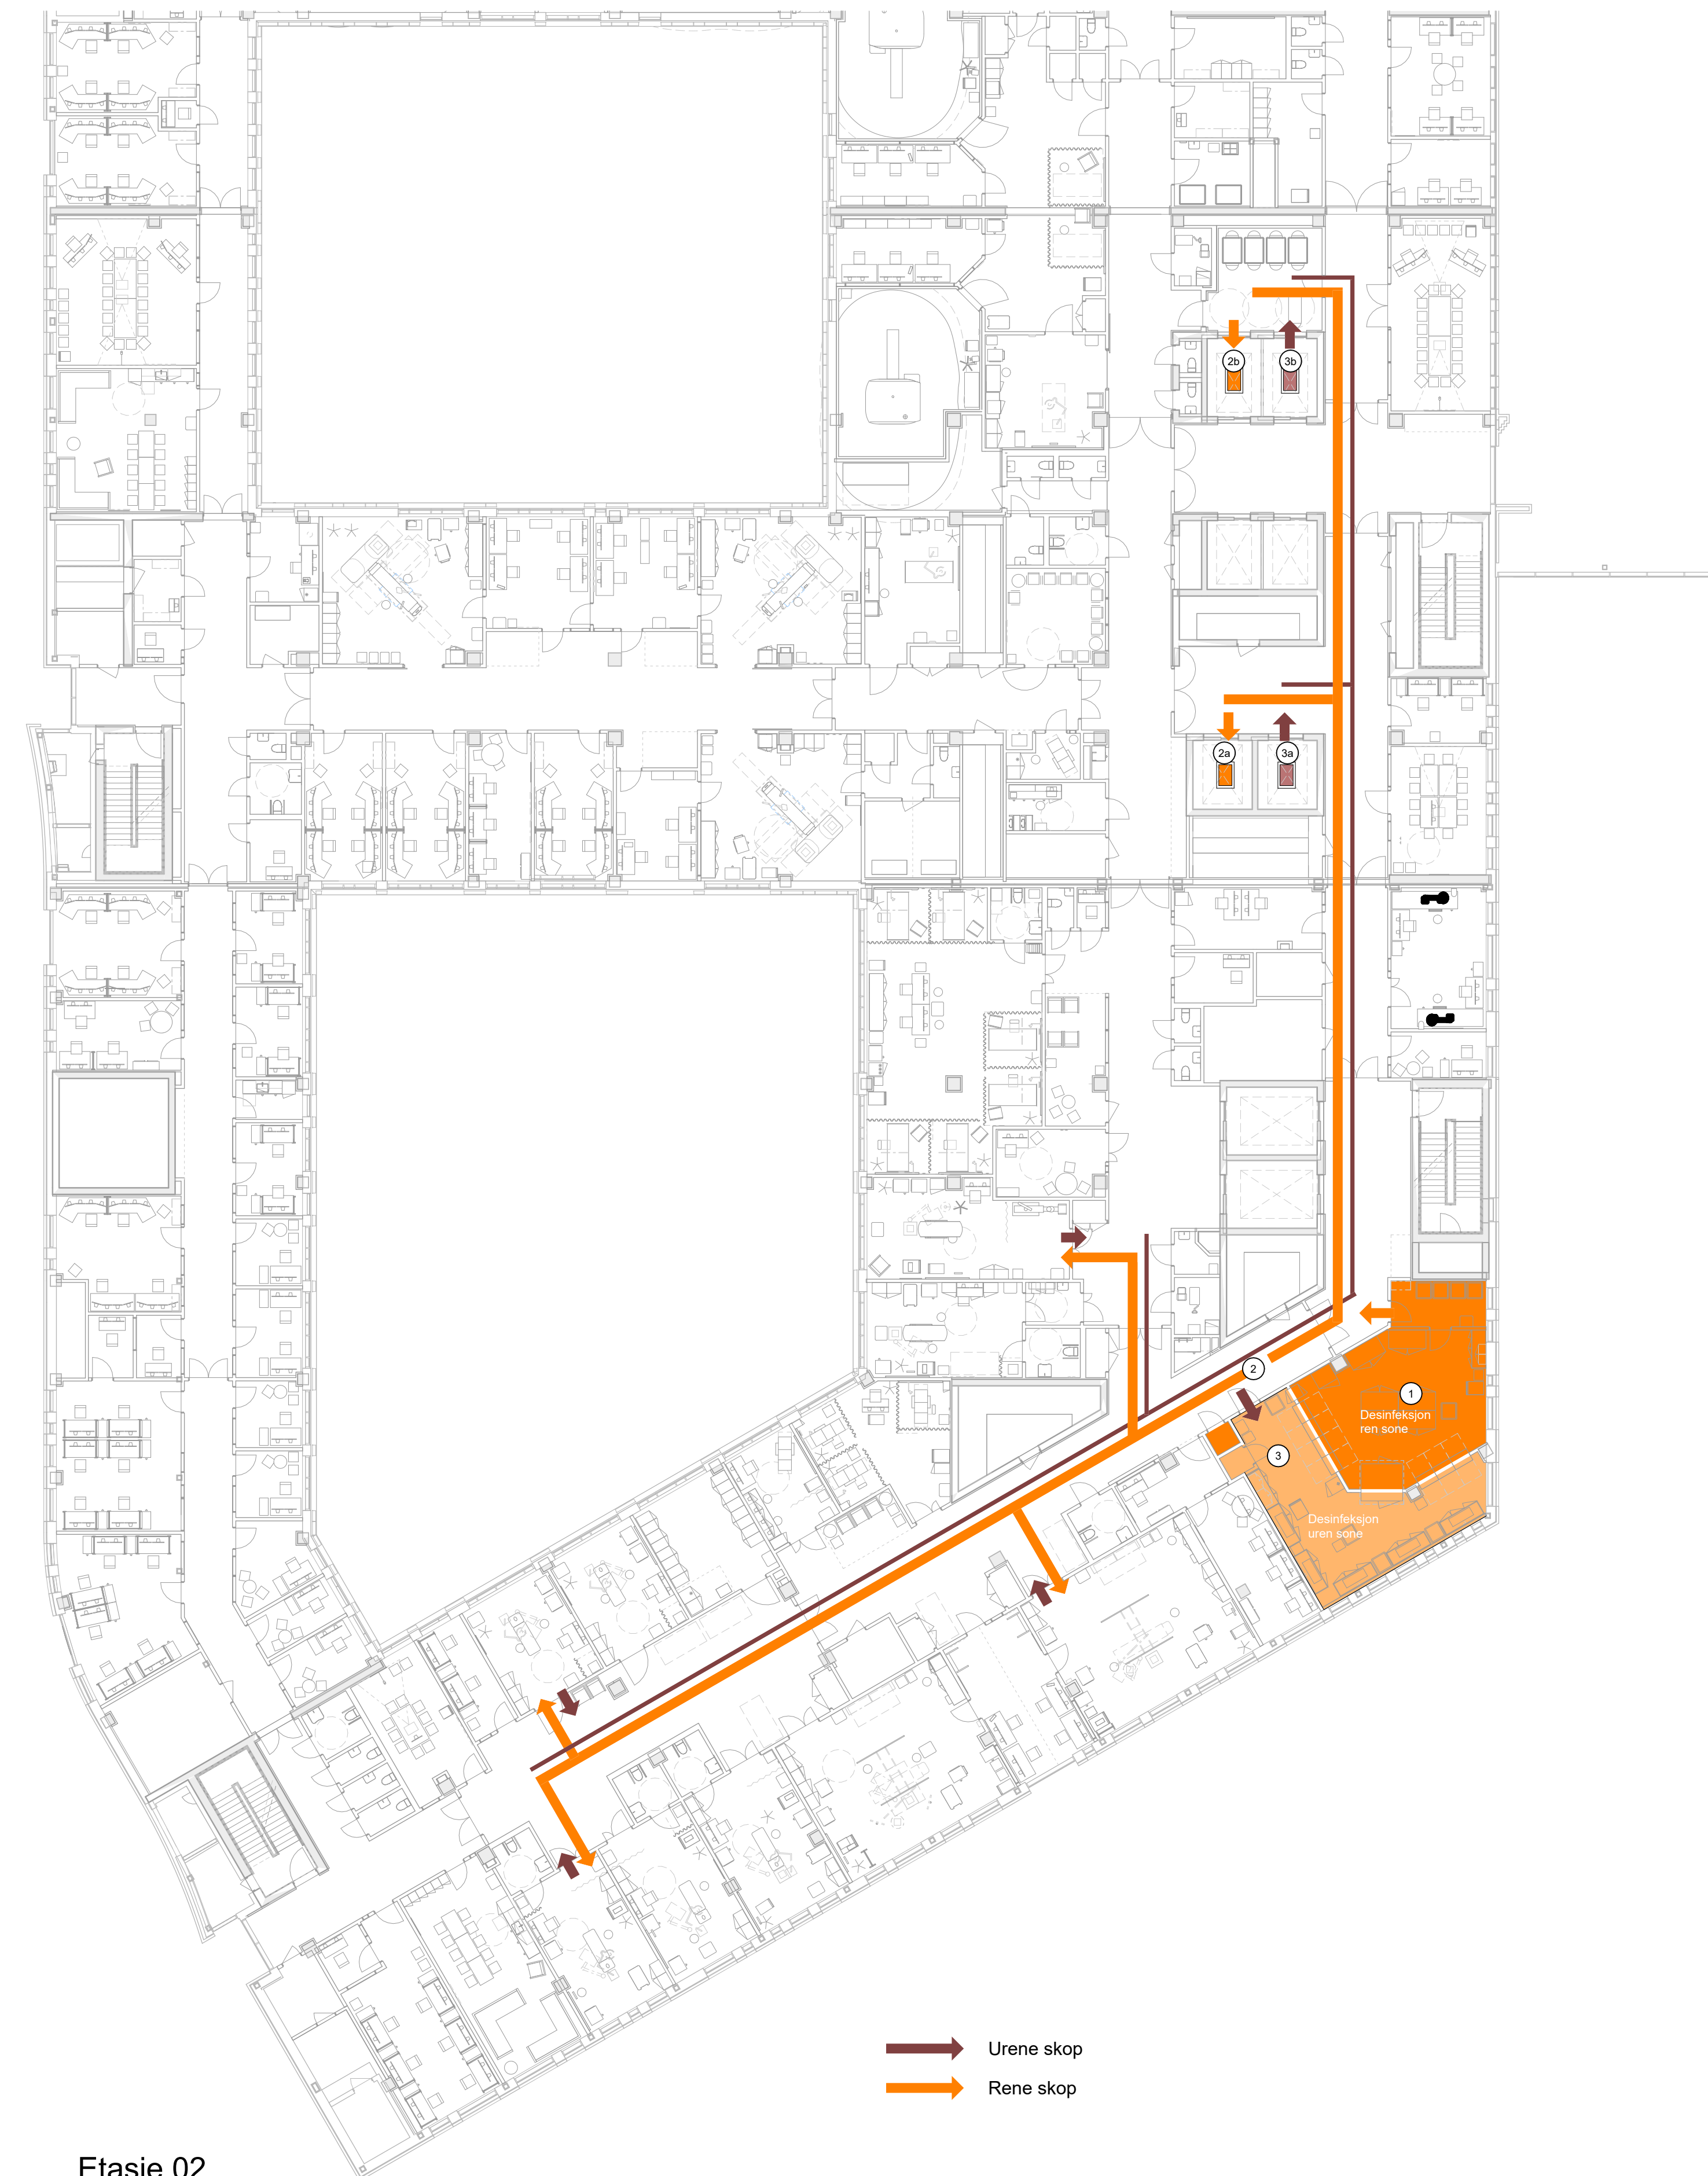 2b
3b
2a
3a
2
1
Desinfeksjon
ren sone
3
Desinfeksjon
uren sone
Urene skop
Rene skop
Etasje 02